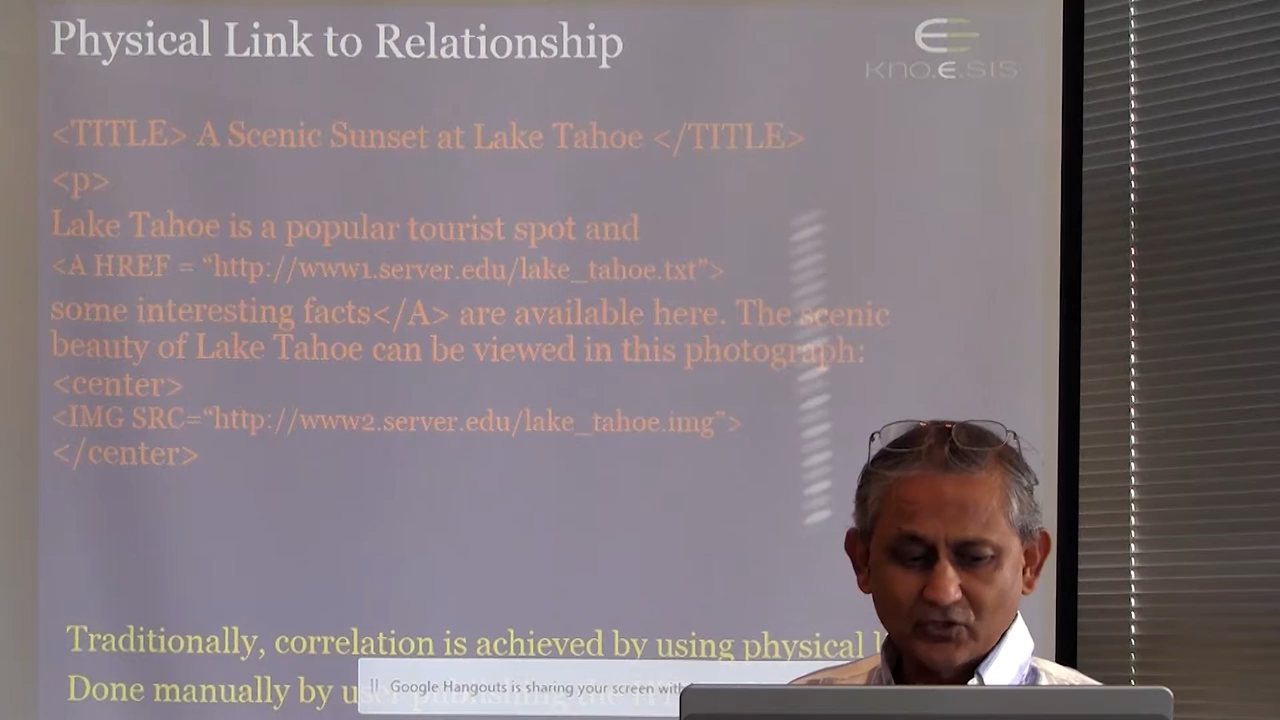 Physical Link to Relationship
KNO.E.SIS
<TITLE> A Scenic Sunset at Lake Tahoe </TITLE>
<p>
Lake Tahoe is a popular tourist spot and
<A HREF = “http://www1.server.edu/lake_tahoe.txt”>
some interesting facts</A> are available here. The scenic
beauty of Lake Tahoe can be viewed in this photograph:
<center>
<IMG SRC=“http://www2.server.edu/lake_tahoe.img”>
</center>
Traditionally, correlation is achieved by using physical
Google Hangouts is sharing your screen with
Done manually by user publishing the